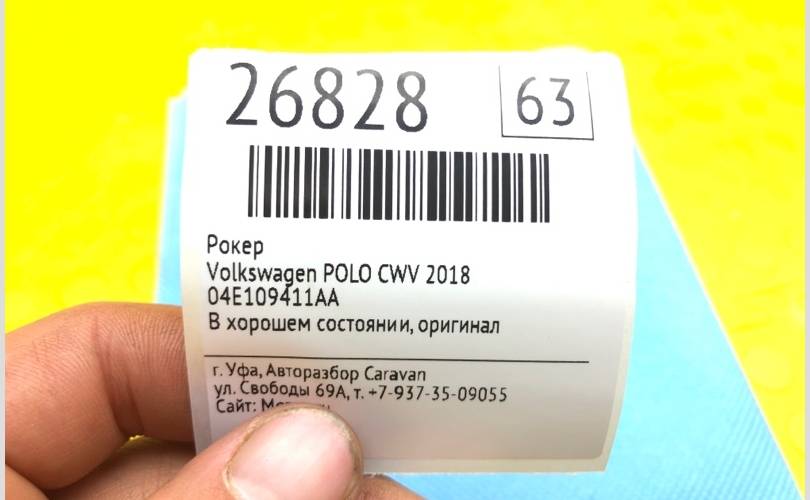 26828
63
Рокер
Volkswagen POLO CWV 2018
04E109411AA
В хорошем состоянии, оригинал
г. Уфа, Авторазбор Caravan
ул. Свободы 69А, т. +7-937-35-09055
Сайт: